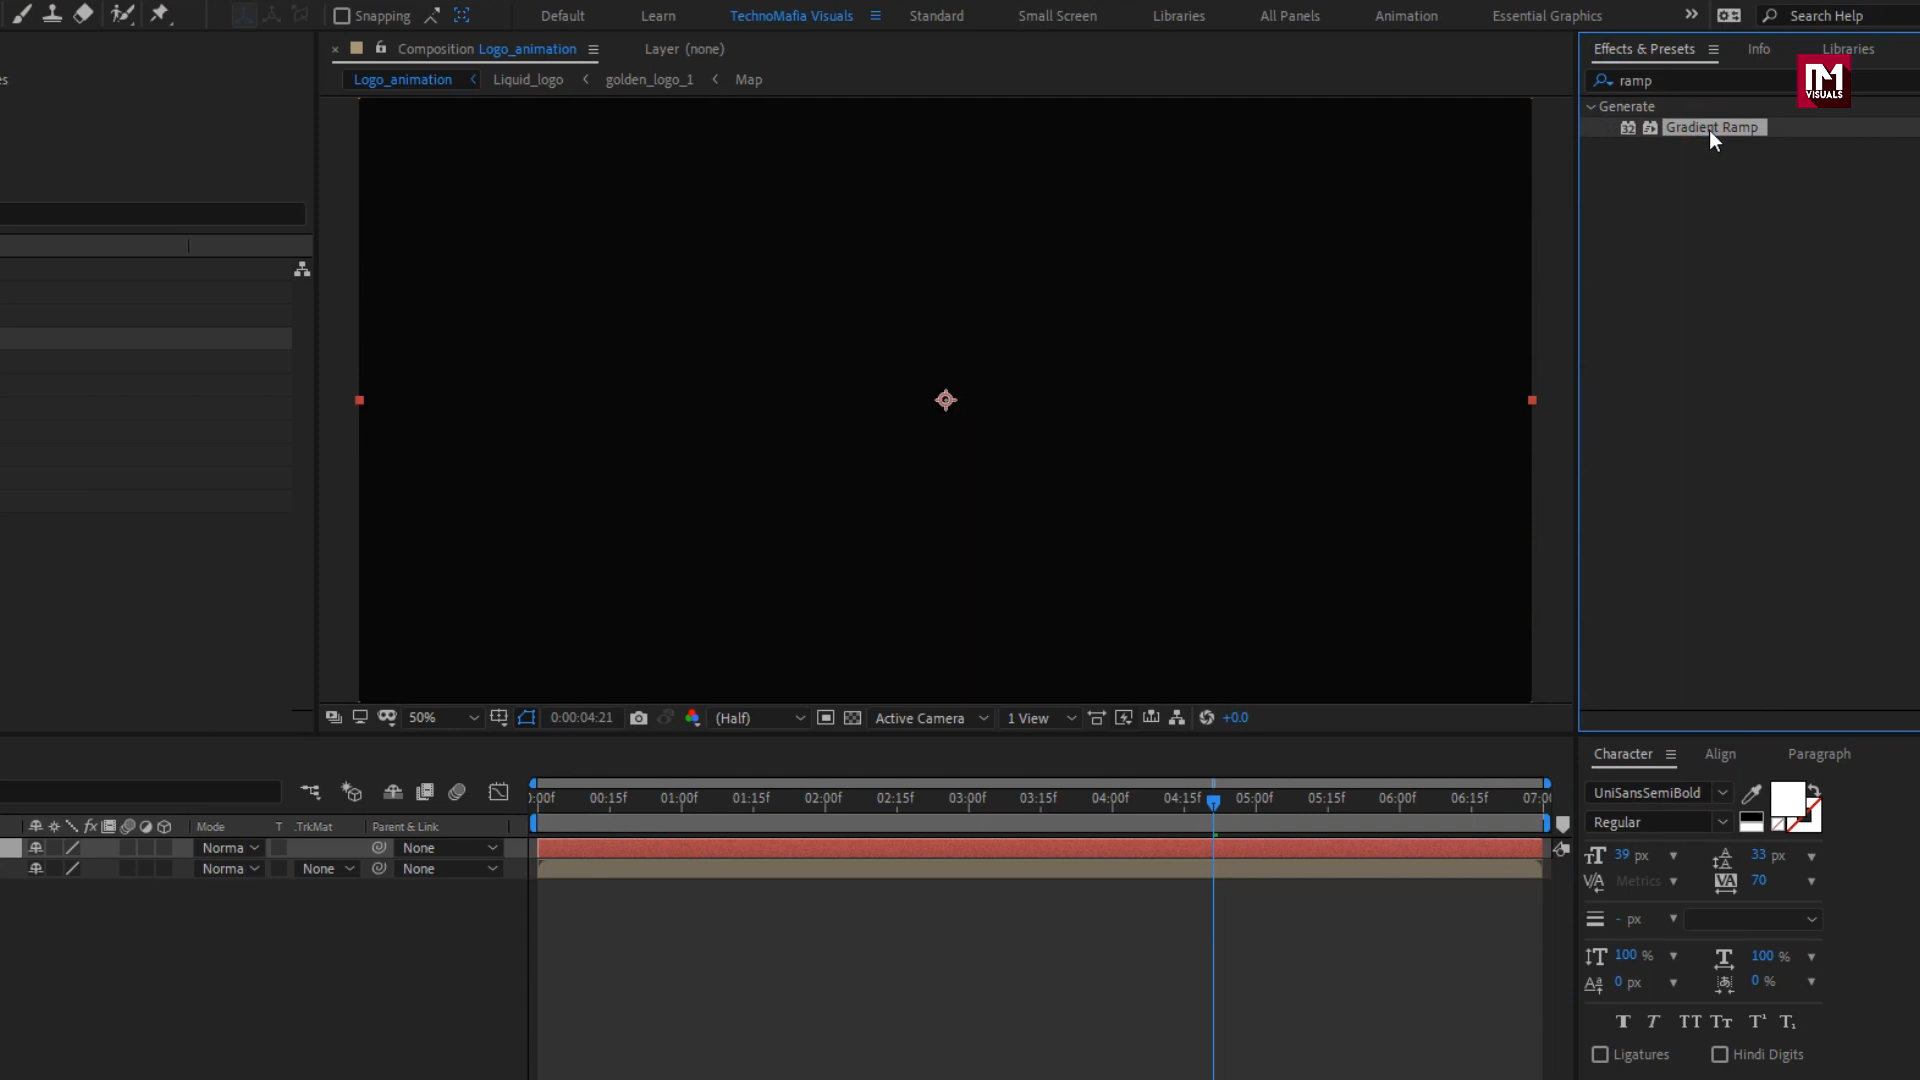 Snapping
Default
Learn
TechnoMafia Visuals
Standard
Small Screen
Libraries
All Panels
Animation
Essential Graphics
Search Help
Composition Logo_animation
Layer (none)
Effects & Presets
Info
Libraries
Logo_animation
Liquid_logo
golden_logo_1
Map
ramp
VISUALS
Generate
32
Gradient Ramp
50%
0:00:04:21
(Half)
Active Camera
1 View
+0.0
Character
Align
Paragraph
UniSansSemiBold
Regular
39 px
33 px
Metrics
70
- px
100 %
100 %
0 px
0 %
Ligatures
Hindi Digits
:00f
00:15f
01:00f
01:15f
02:00f
02:15f
03:00f
03:15f
04:00f
04:15f
05:00f
05:15f
06:00f
06:15f
07:0
fx
Mode
T
.TrkMat
Parent & Link
Norma
None
Norma
None
None